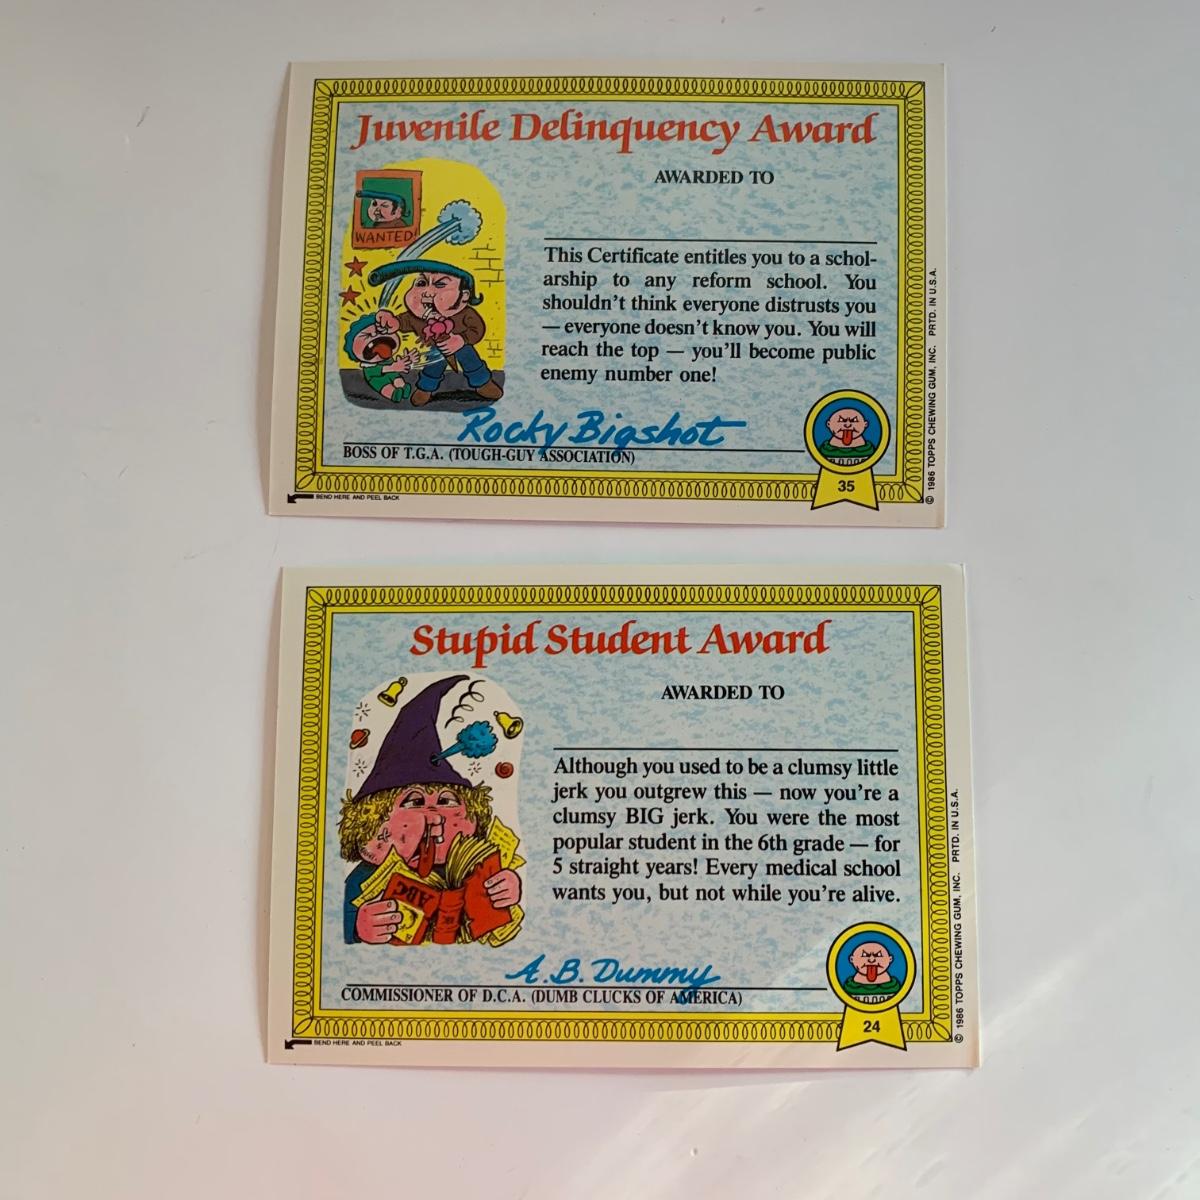 Juvenile Delinquency Award
WANTED!
AWARDED TO
This Certificate entitles you to a schol-
arship to any reform school. You
shouldn't think everyone distrusts you
— everyone doesn't know you. You will
reach the top — you'll become public
enemy number one!
Rocky Bigshot
BOSS OF T.G.A. (TOUGH-GUY ASSOCIATION)
35
BEND HERE AND PEEL BACK
© 1986 TOPPS CHEWING GUM, INC. PRTD. IN U.S.A.
Stupid Student Award
AWARDED TO
Although you used to be a clumsy little
jerk you outgrew this — now you're a
clumsy BIG jerk. You were the most
popular student in the 6th grade — for
5 straight years! Every medical school
wants you, but not while you're alive.
ABC
A.B. Dummy
COMMISSIONER OF D.C.A. (DUMB CLUCKS OF AMERICA)
24
BEND HERE AND PEEL BACK
© 1986 TOPPS CHEWING GUM, INC. PRTD. IN U.S.A.